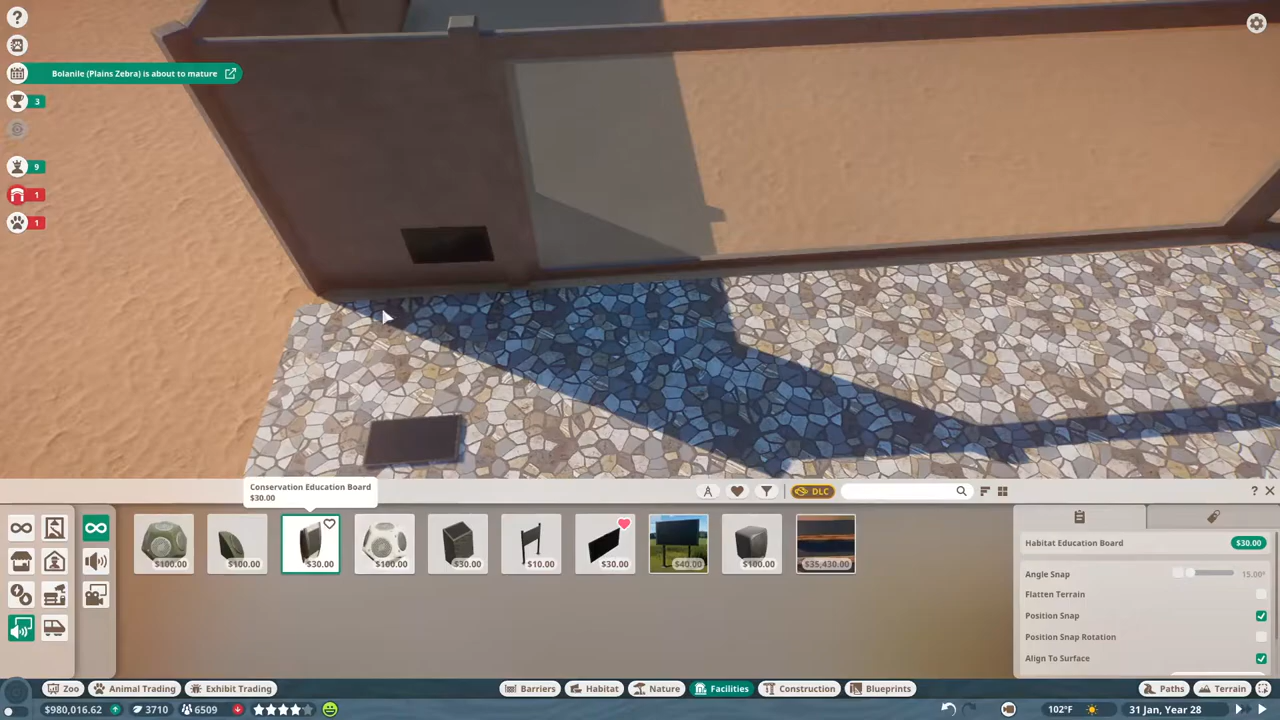 ?
Bolanile (Plains Zebra) is about to mature
3
9
1
1
Conservation Education Board
$30.00
DLC
?
$100.00
$100.00
$30.00
$100.00
$30.00
$10.00
$30.00
$40.00
$100.00
$35,430.00
Habitat Education Board
$30.00
Angle Snap
15.00°
Flatten Terrain
Position Snap
Position Snap Rotation
Align To Surface
Zoo
Animal Trading
Exhibit Trading
Barriers
Habitat
Nature
Facilities
Construction
Blueprints
Paths
Terrain
$980,016.62
3710
6509
102°F
31 Jan, Year 28